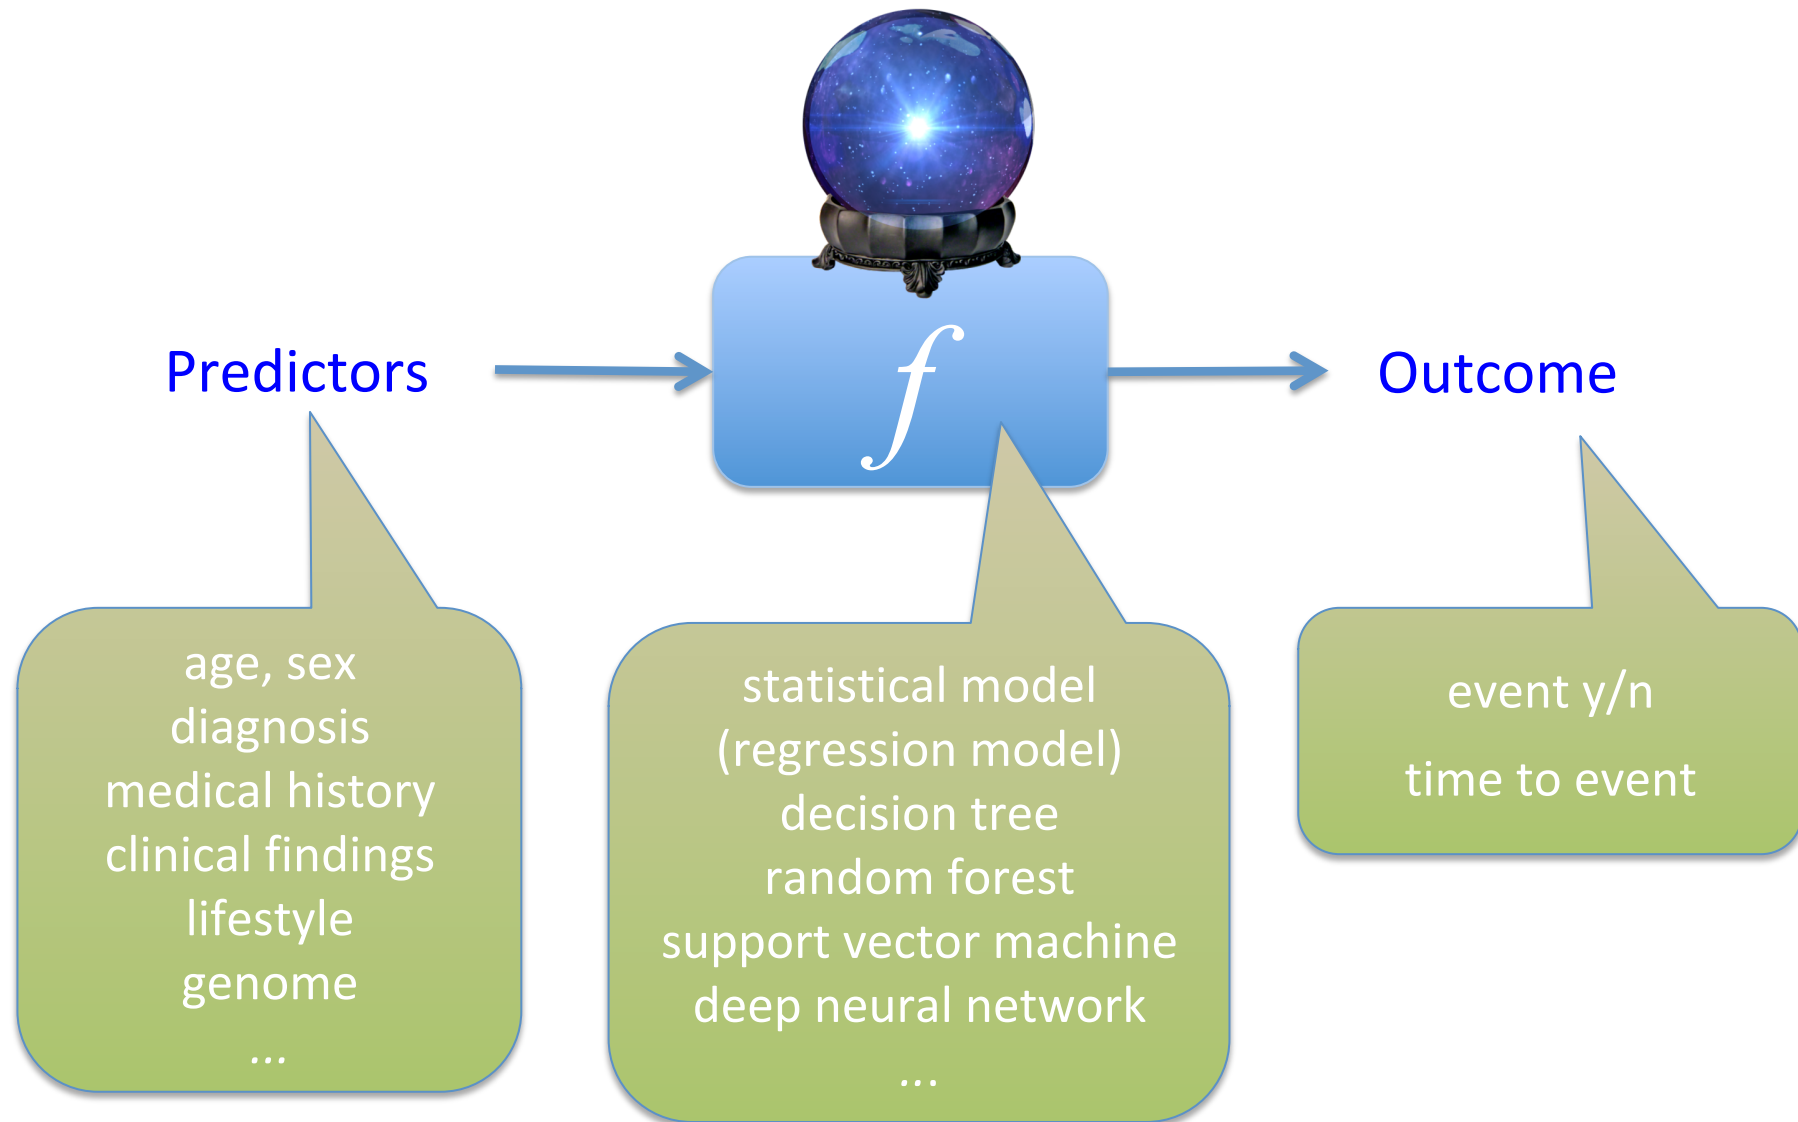 Predictors
f
Outcome
age, sex
diagnosis
medical history
clinical findings
lifestyle
genome
...
statistical model
(regression model)
decision tree
random forest
support vector machine
deep neural network
...
event y/n
time to event